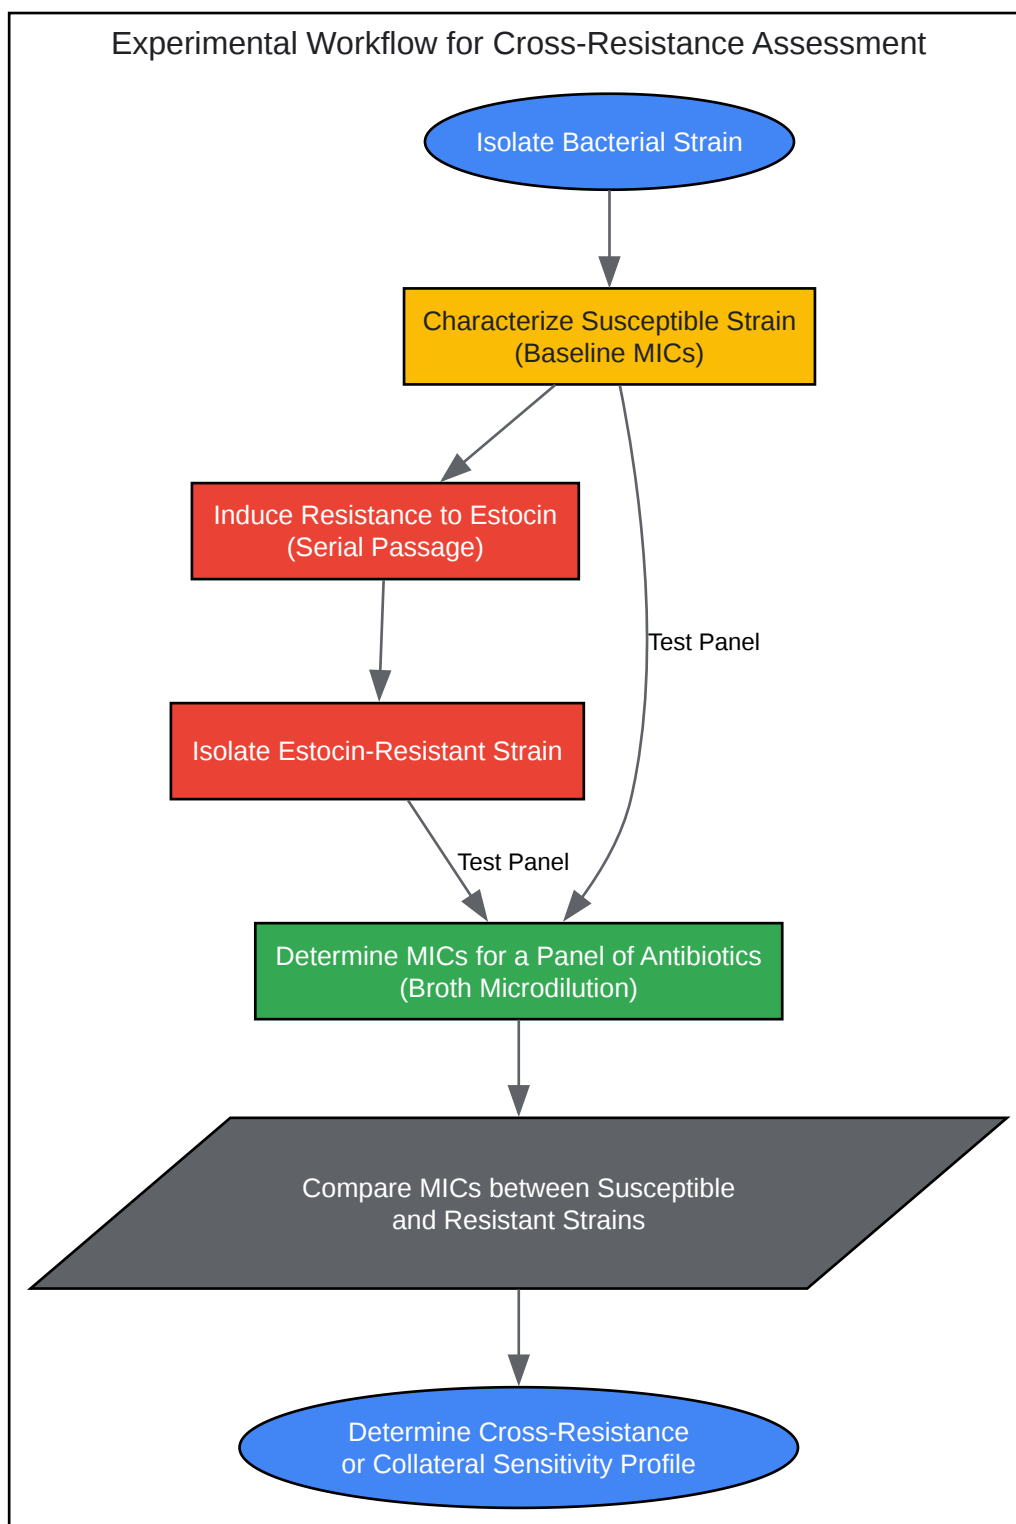 Experimental Workflow for Cross-Resistance Assessment
Isolate Bacterial Strain
Characterize Susceptible Strain
(Baseline MICs)
Induce Resistance to Estocin
(Serial Passage)
Test Panel
Isolate Estocin-Resistant Strain
Test Panel
Determine MICs for a Panel of Antibiotics
(Broth Microdilution)
Compare MICs between Susceptible
and Resistant Strains
Determine Cross-Resistance
or Collateral Sensitivity Profile